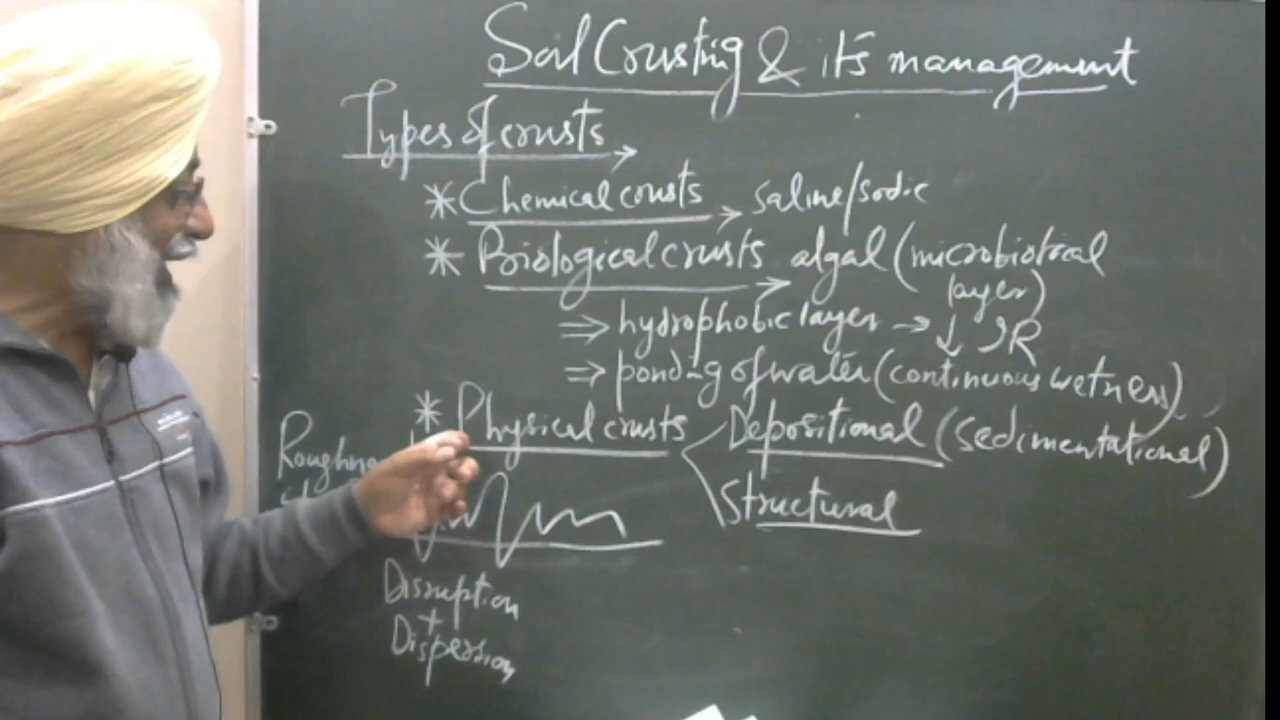 Soil Crusting & its management
Types of crusts →
* Chemical crusts → saline/sodic
* Biological crusts → algal (microbiotical layer)
⇒ hydrophobic layer → ↓ IR
⇒ pond-g of water (continuous wetness)
* Physical crusts Depositional (Sedimentational)
Structural
Disruption
+
Dispersion